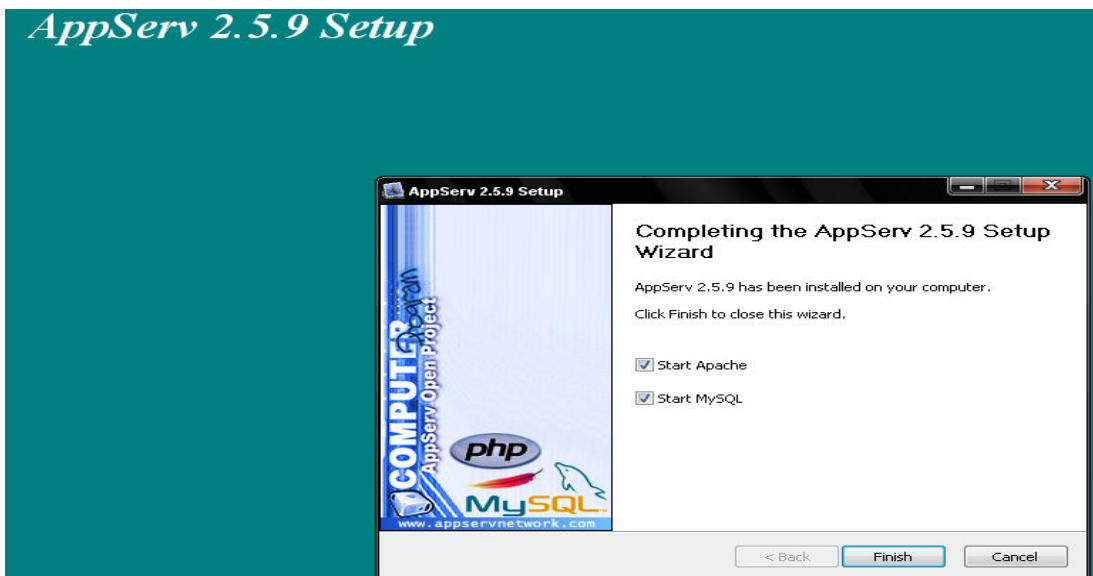 AppServ 2.5.9 Setup
AppServ 2.5.9 Setup
Completing the AppServ 2.5.9 Setup
Wizard
AppServ 2.5.9 has been installed on your computer.
Click Finish to close this wizard.
Start Apache
Start MySQL
COMPUTER
Program
AppServ Open Project
php
MySQL
www.appservnetwork.com
< Back
Finish
Cancel